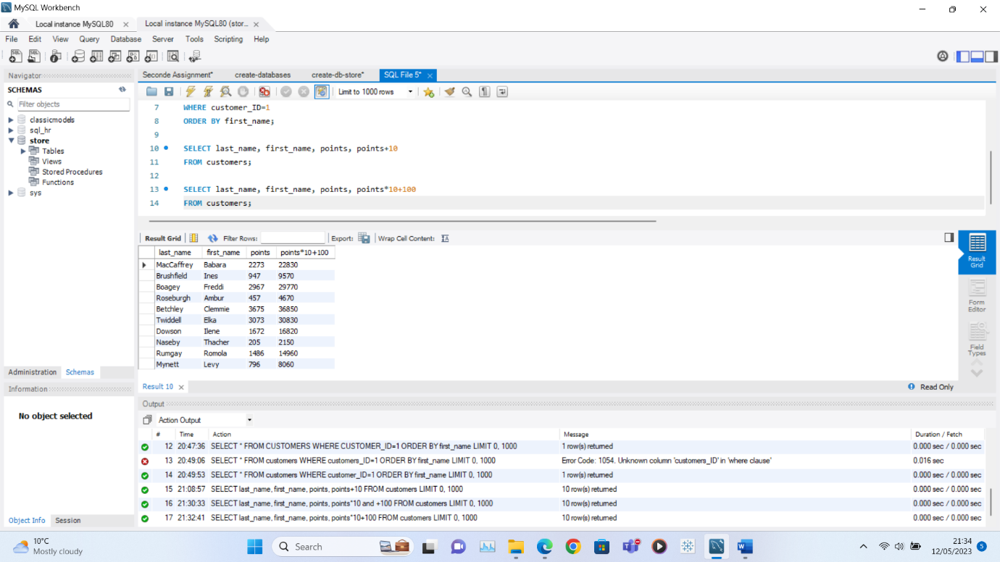 MySQL Workbench
Local instance MySQL80 Local instance MySQL80 (stor...
File Edit View Query Database Server Tools Scripting Help
Navigator
SCHEMAS
Filter objects
classicmodels
sql_hr
store
Tables
Views
Stored Procedures
Functions
sys
Administration Schemas
Information
No object selected
Object Info Session
Seconde Assignment* create-databases create-db-store* SQL File 5*
Limit to 1000 rows
7 WHERE customer_ID=1
8 ORDER BY first_name;
9
10 SELECT last_name, first_name, points, points+10
11 FROM customers;
12
13 SELECT last_name, first_name, points, points*10+100
14 FROM customers;
Result Grid Filter Rows: Export: Wrap Cell Content:
last_name first_name points points*10+100
MacCaffrey Babara 2273 22830
Brushfield Ines 947 9570
Boagey Freddi 2967 29770
Roseburgh Ambur 457 4670
Betchley Clemmie 3675 36850
Twiddell Elka 3073 30830
Dowson Ilene 1672 16820
Naseby Thacher 205 2150
Rumgay Romola 1486 14960
Mynett Levy 796 8060
Result
Grid
Form
Editor
Field
Types
Result 10 Read Only
Output
Action Output
# Time Action Message Duration / Fetch
12 20:47:36 SELECT * FROM CUSTOMERS WHERE CUSTOMER_ID=1 ORDER BY first_name LIMIT 0, 1000 1 row(s) returned 0.000 sec / 0.000 sec
13 20:49:06 SELECT * FROM customers WHERE customers_ID=1 ORDER BY first_name LIMIT 0, 1000 Error Code: 1054. Unknown column 'customers_ID' in 'where clause' 0.016 sec
14 20:49:53 SELECT * FROM customers WHERE customer_ID=1 ORDER BY first_name LIMIT 0, 1000 1 row(s) returned 0.000 sec / 0.000 sec
15 21:08:57 SELECT last_name, first_name, points, points+10 FROM customers LIMIT 0, 1000 10 row(s) returned 0.000 sec / 0.000 sec
16 21:30:33 SELECT last_name, first_name, points, points*10 and +100 FROM customers LIMIT 0, 1000 10 row(s) returned 0.000 sec / 0.000 sec
17 21:32:41 SELECT last_name, first_name, points, points*10+100 FROM customers LIMIT 0, 1000 10 row(s) returned 0.000 sec / 0.000 sec
10°C
Mostly cloudy
Search
21:34
12/05/2023
5